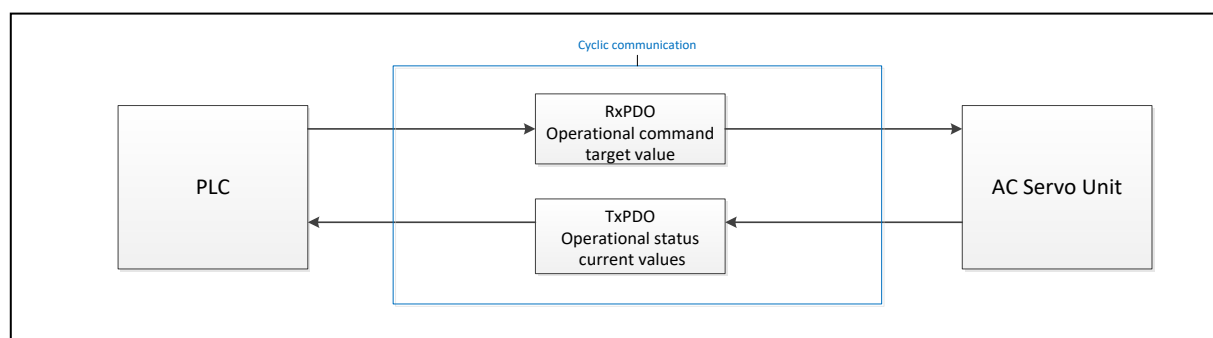 Cyclic communication
RxPDO
Operational command
target value
PLC
AC Servo Unit
TxPDO
Operational status
current values